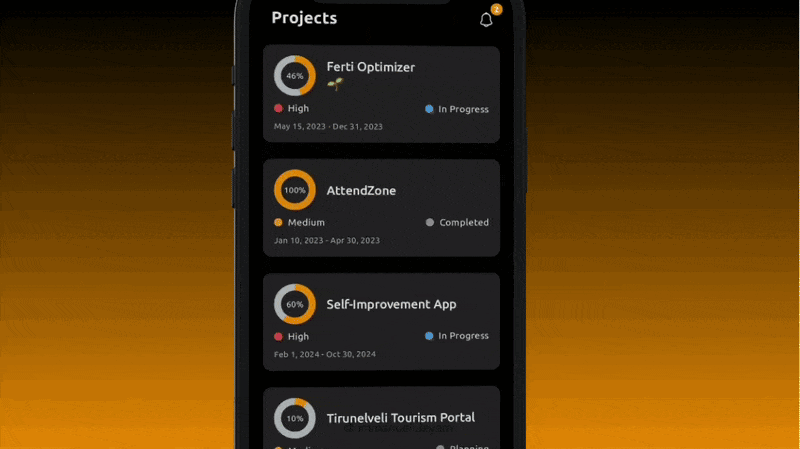 Projects
2
46%
Ferti Optimizer
High
In Progress
May 15, 2023 - Dec 31, 2023
100%
AttendZone
Medium
Completed
Jan 10, 2023 - Apr 30, 2023
60%
Self-Improvement App
High
In Progress
Feb 1, 2024 - Oct 30, 2024
10%
Tirunelveli Tourism Portal
Planning